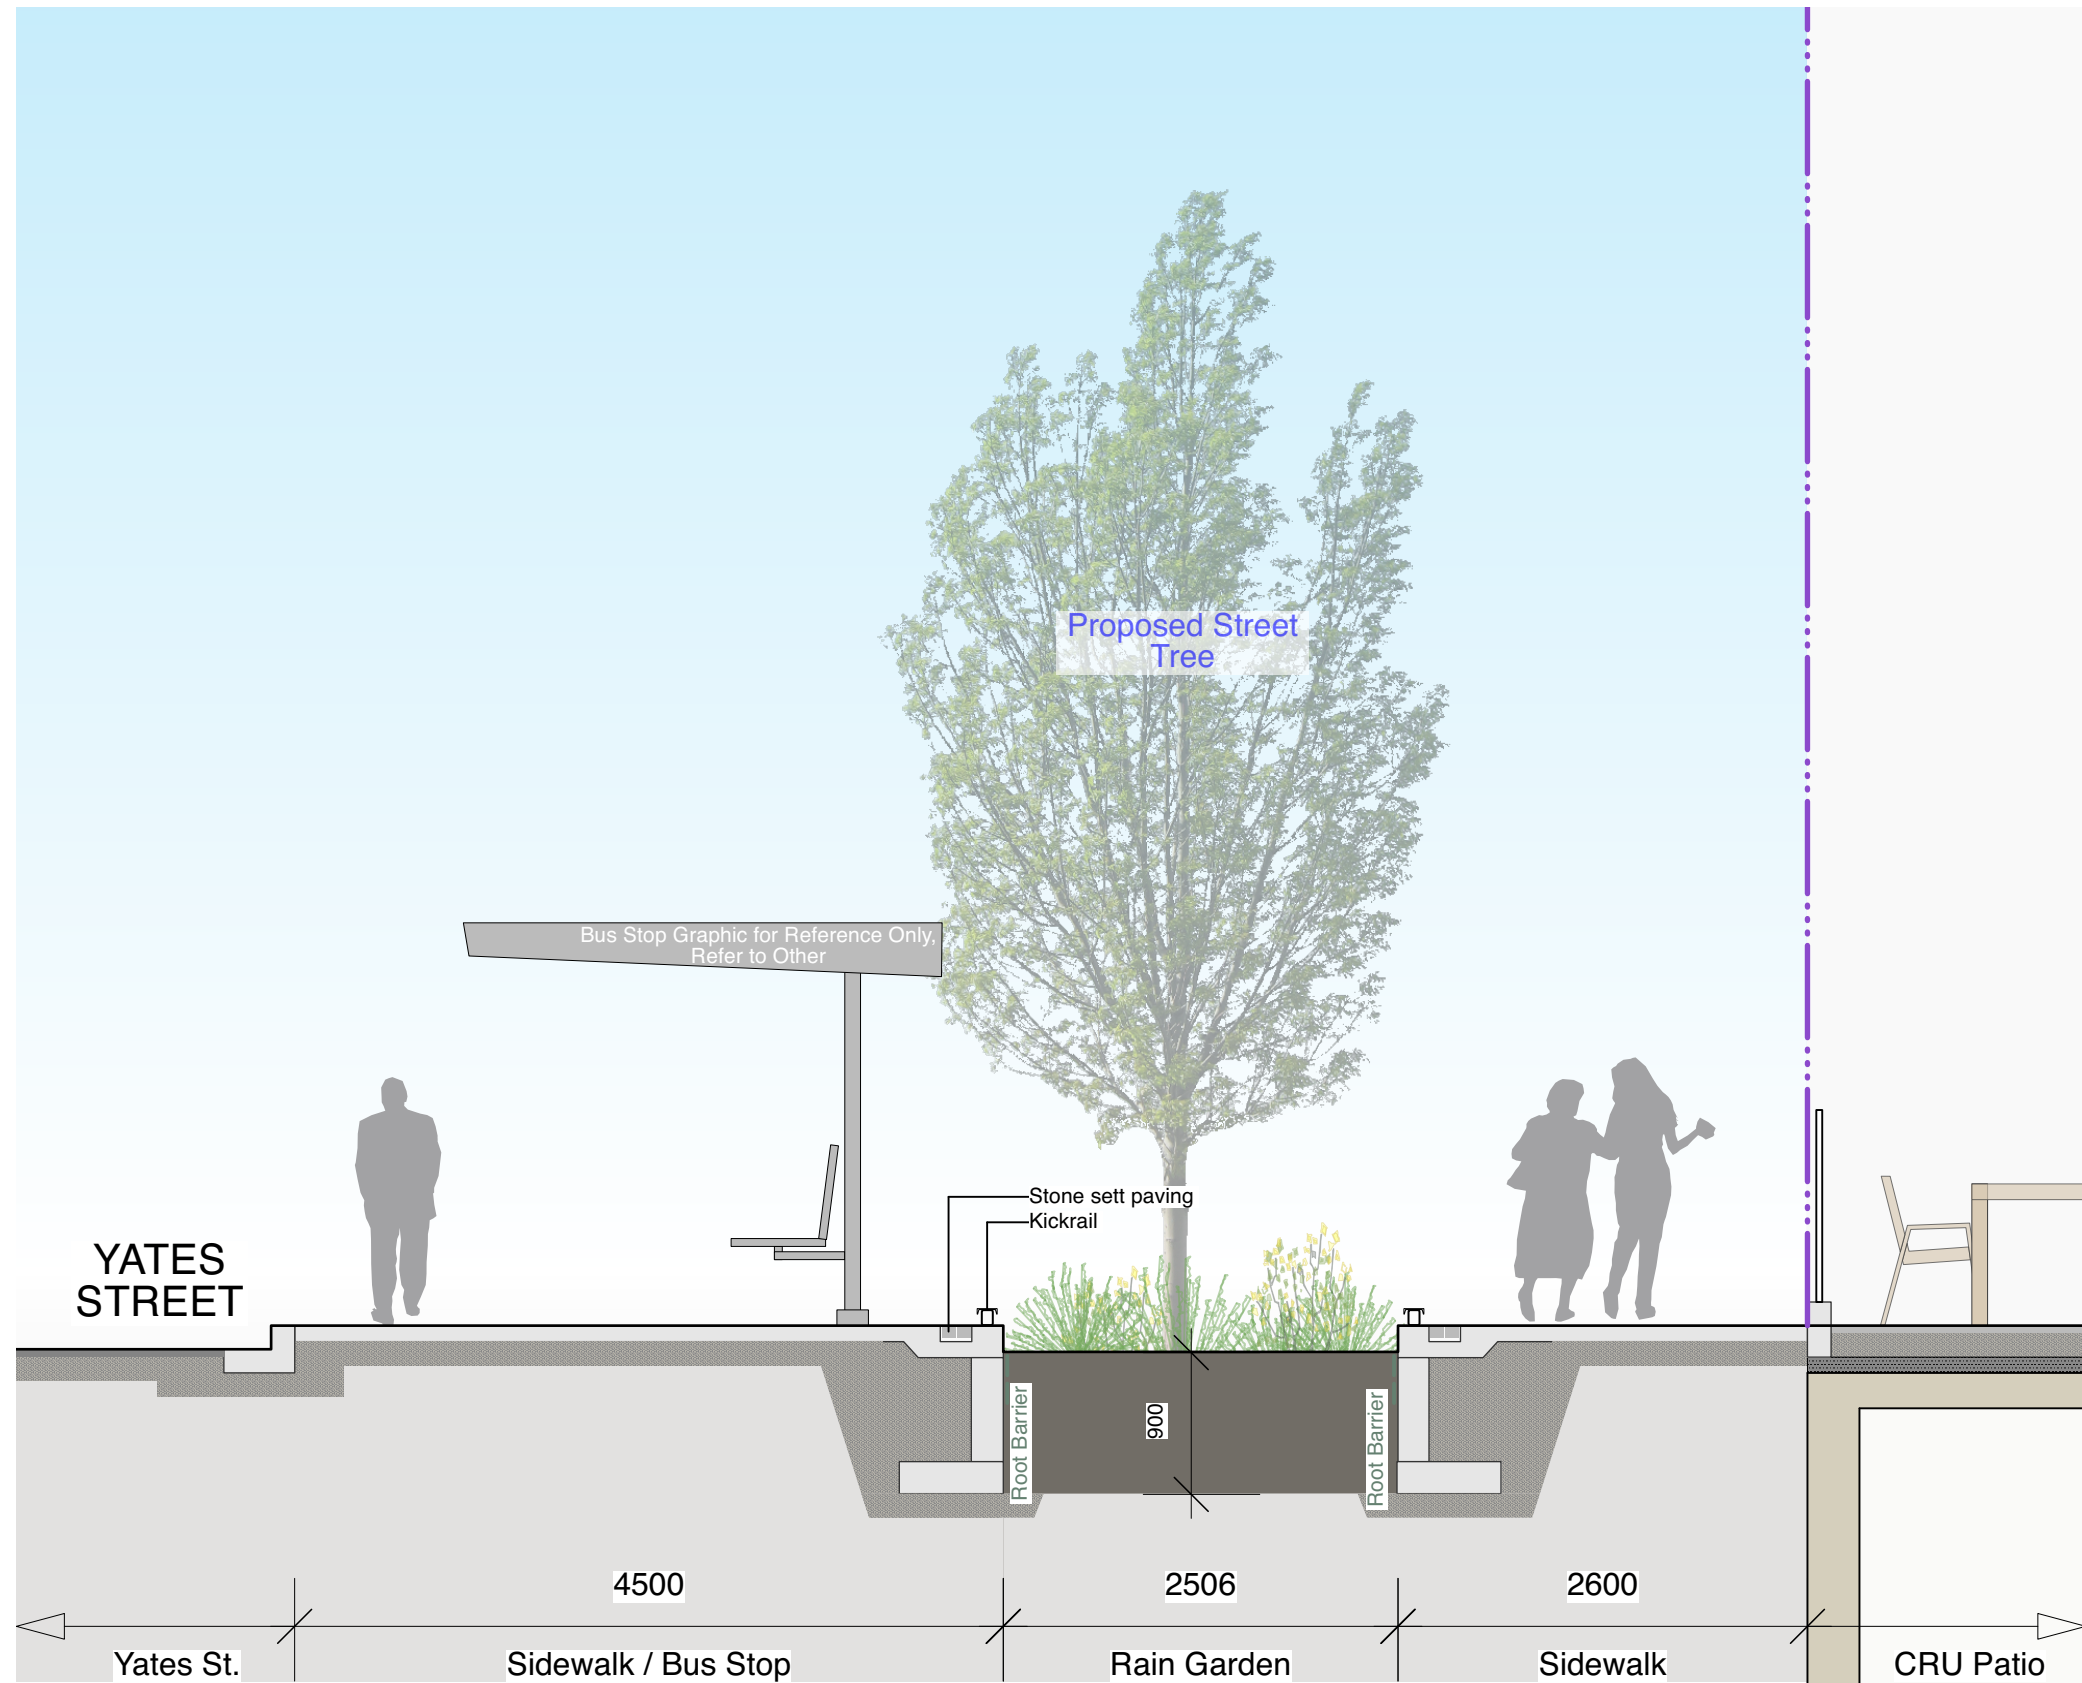 Proposed Street
Tree
Bus Stop Graphic for Reference Only,
Refer to Other
Stone sett paving
Kickrail
YATES
STREET
Root Barrier
900
Root Barrier
4500
2506
2600
Yates St.
Sidewalk / Bus Stop
Rain Garden
Sidewalk
CRU Patio